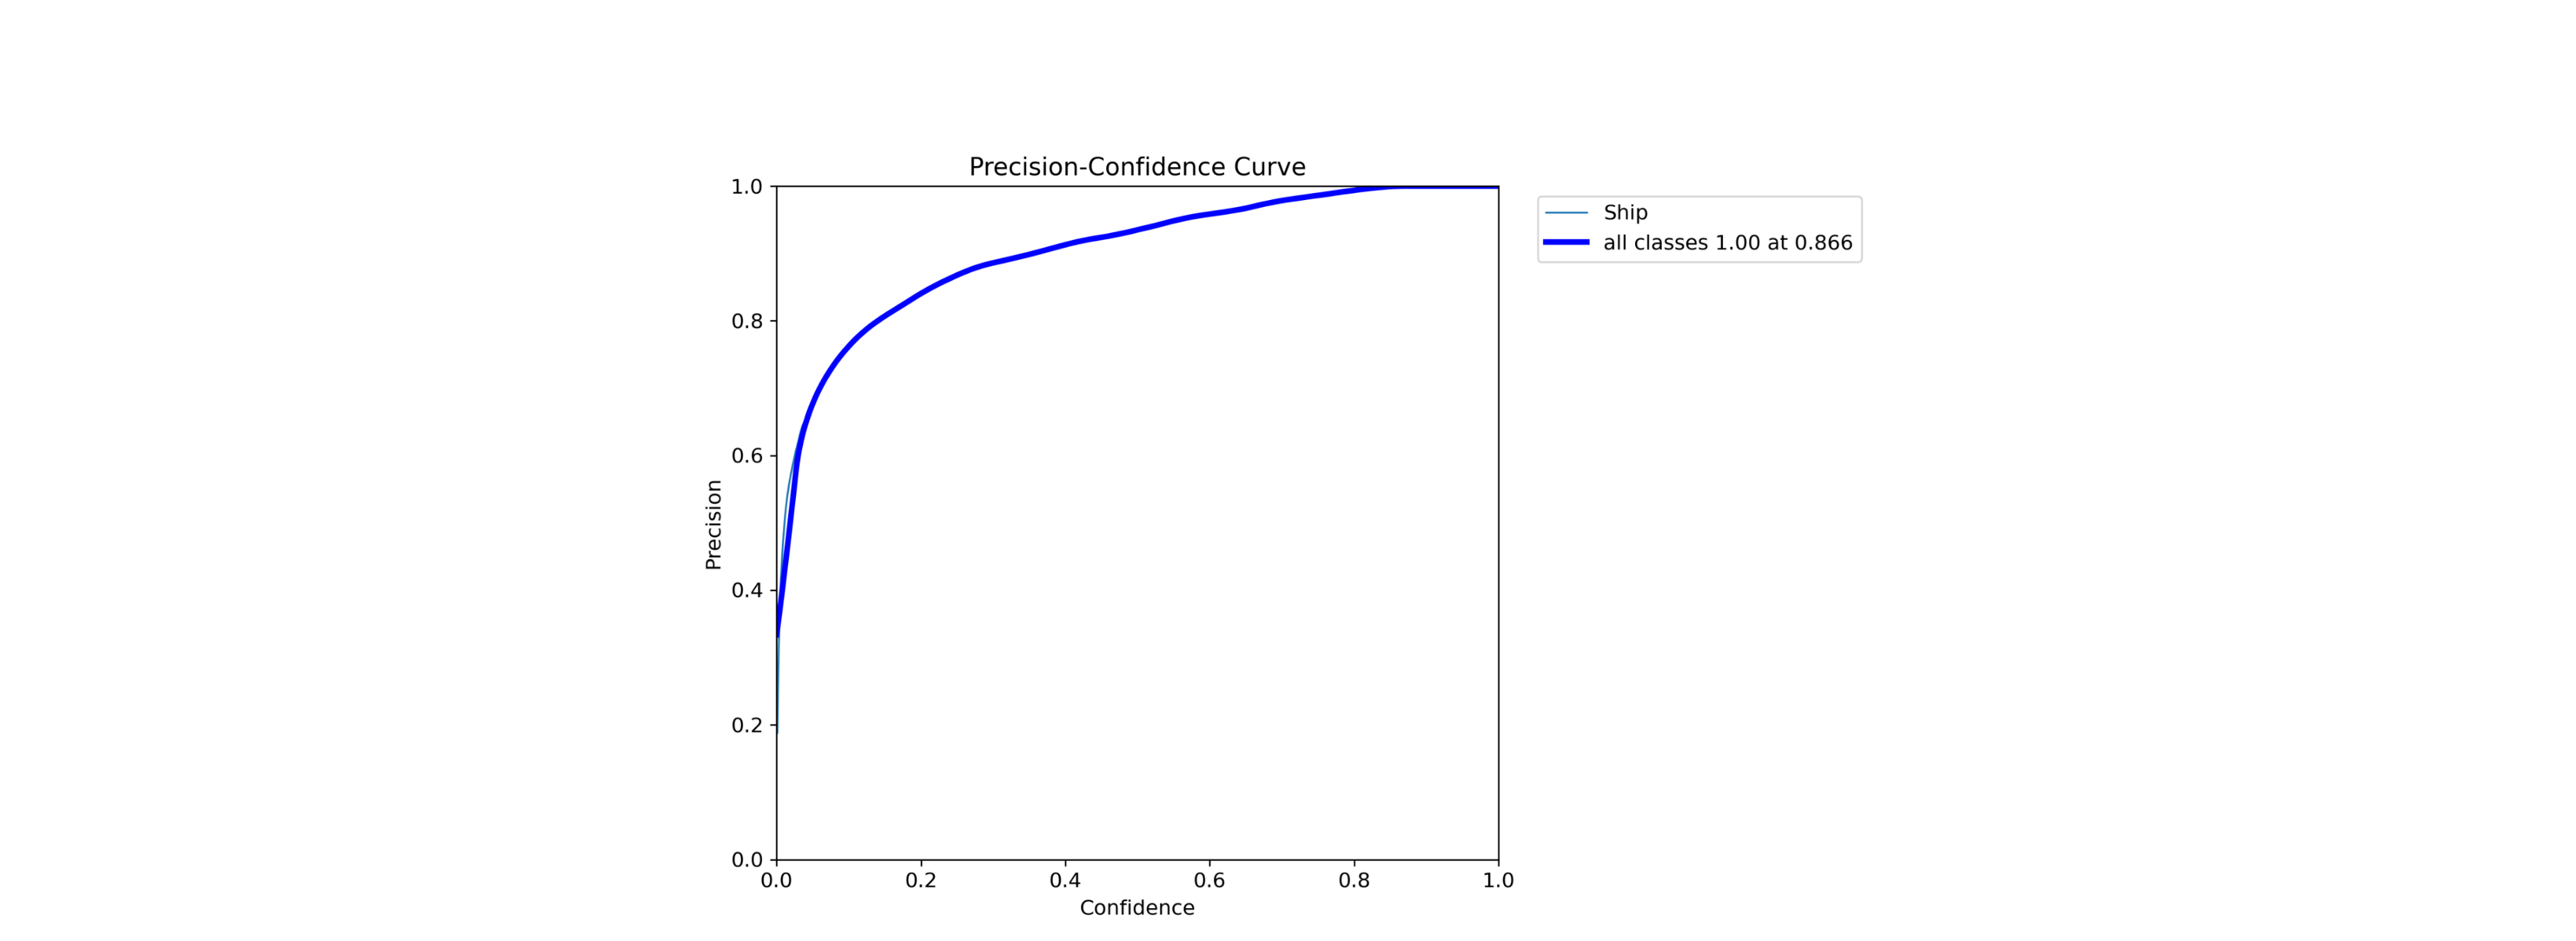 Precision-Confidence Curve
1.0
0.8
0.6
0.4
0.2
0.0
Precision
0.0 0.2 0.4 0.6 0.8 1.0
Confidence
Ship
all classes 1.00 at 0.866